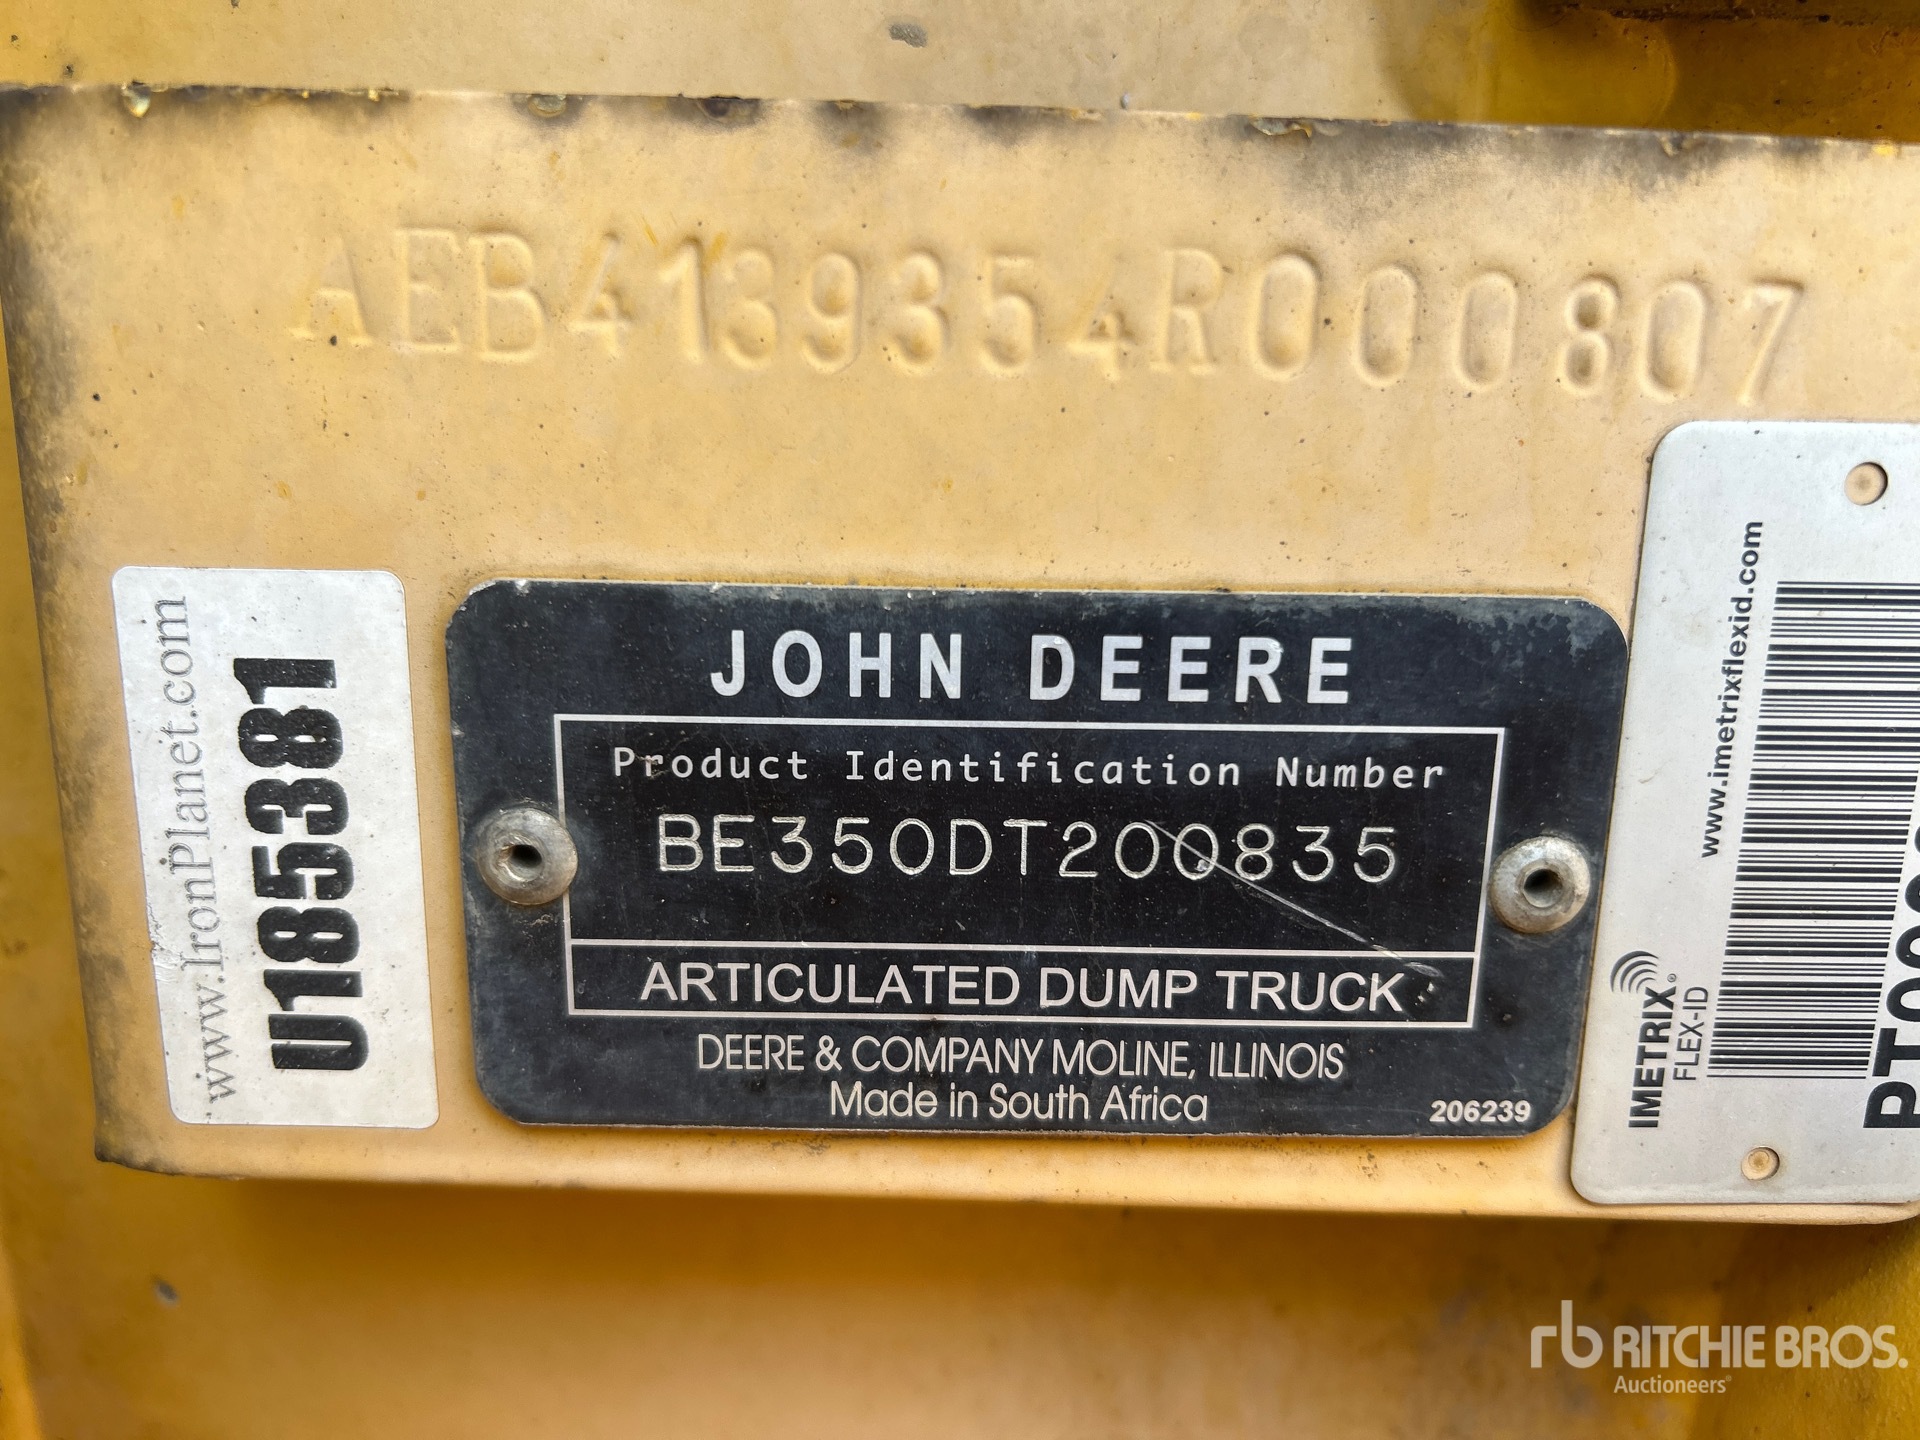 AEB4139354R000807
www.IronPlanet.com
U185381
JOHN DEERE
Product Identification Number
BE350DT200835
ARTICULATED DUMP TRUCK
DEERE & COMPANY MOLINE, ILLINOIS
Made in South Africa
206239
www.imetrixflexid.com
IMETRIX®
FLEX-ID
rb RITCHIE BROS.
Auctioneers®